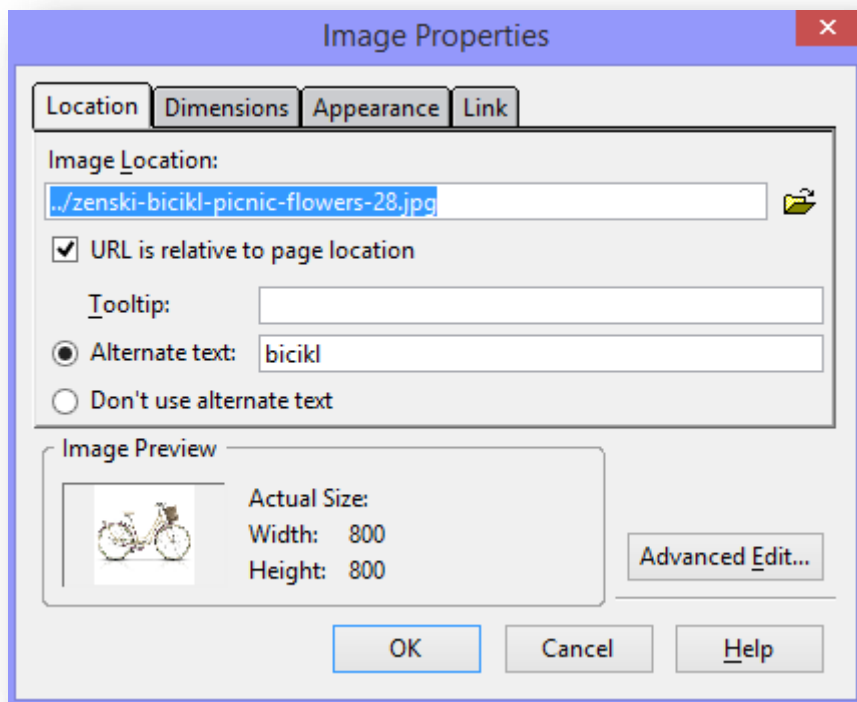 Image Properties
Location Dimensions Appearance Link
Image Location:
../zenski-bicikl-picnic-flowers-28.jpg
URL is relative to page location
Tooltip:
Alternate text: bicikl
Don't use alternate text
Image Preview
Actual Size:
Width: 800
Height: 800
Advanced Edit...
OK Cancel Help